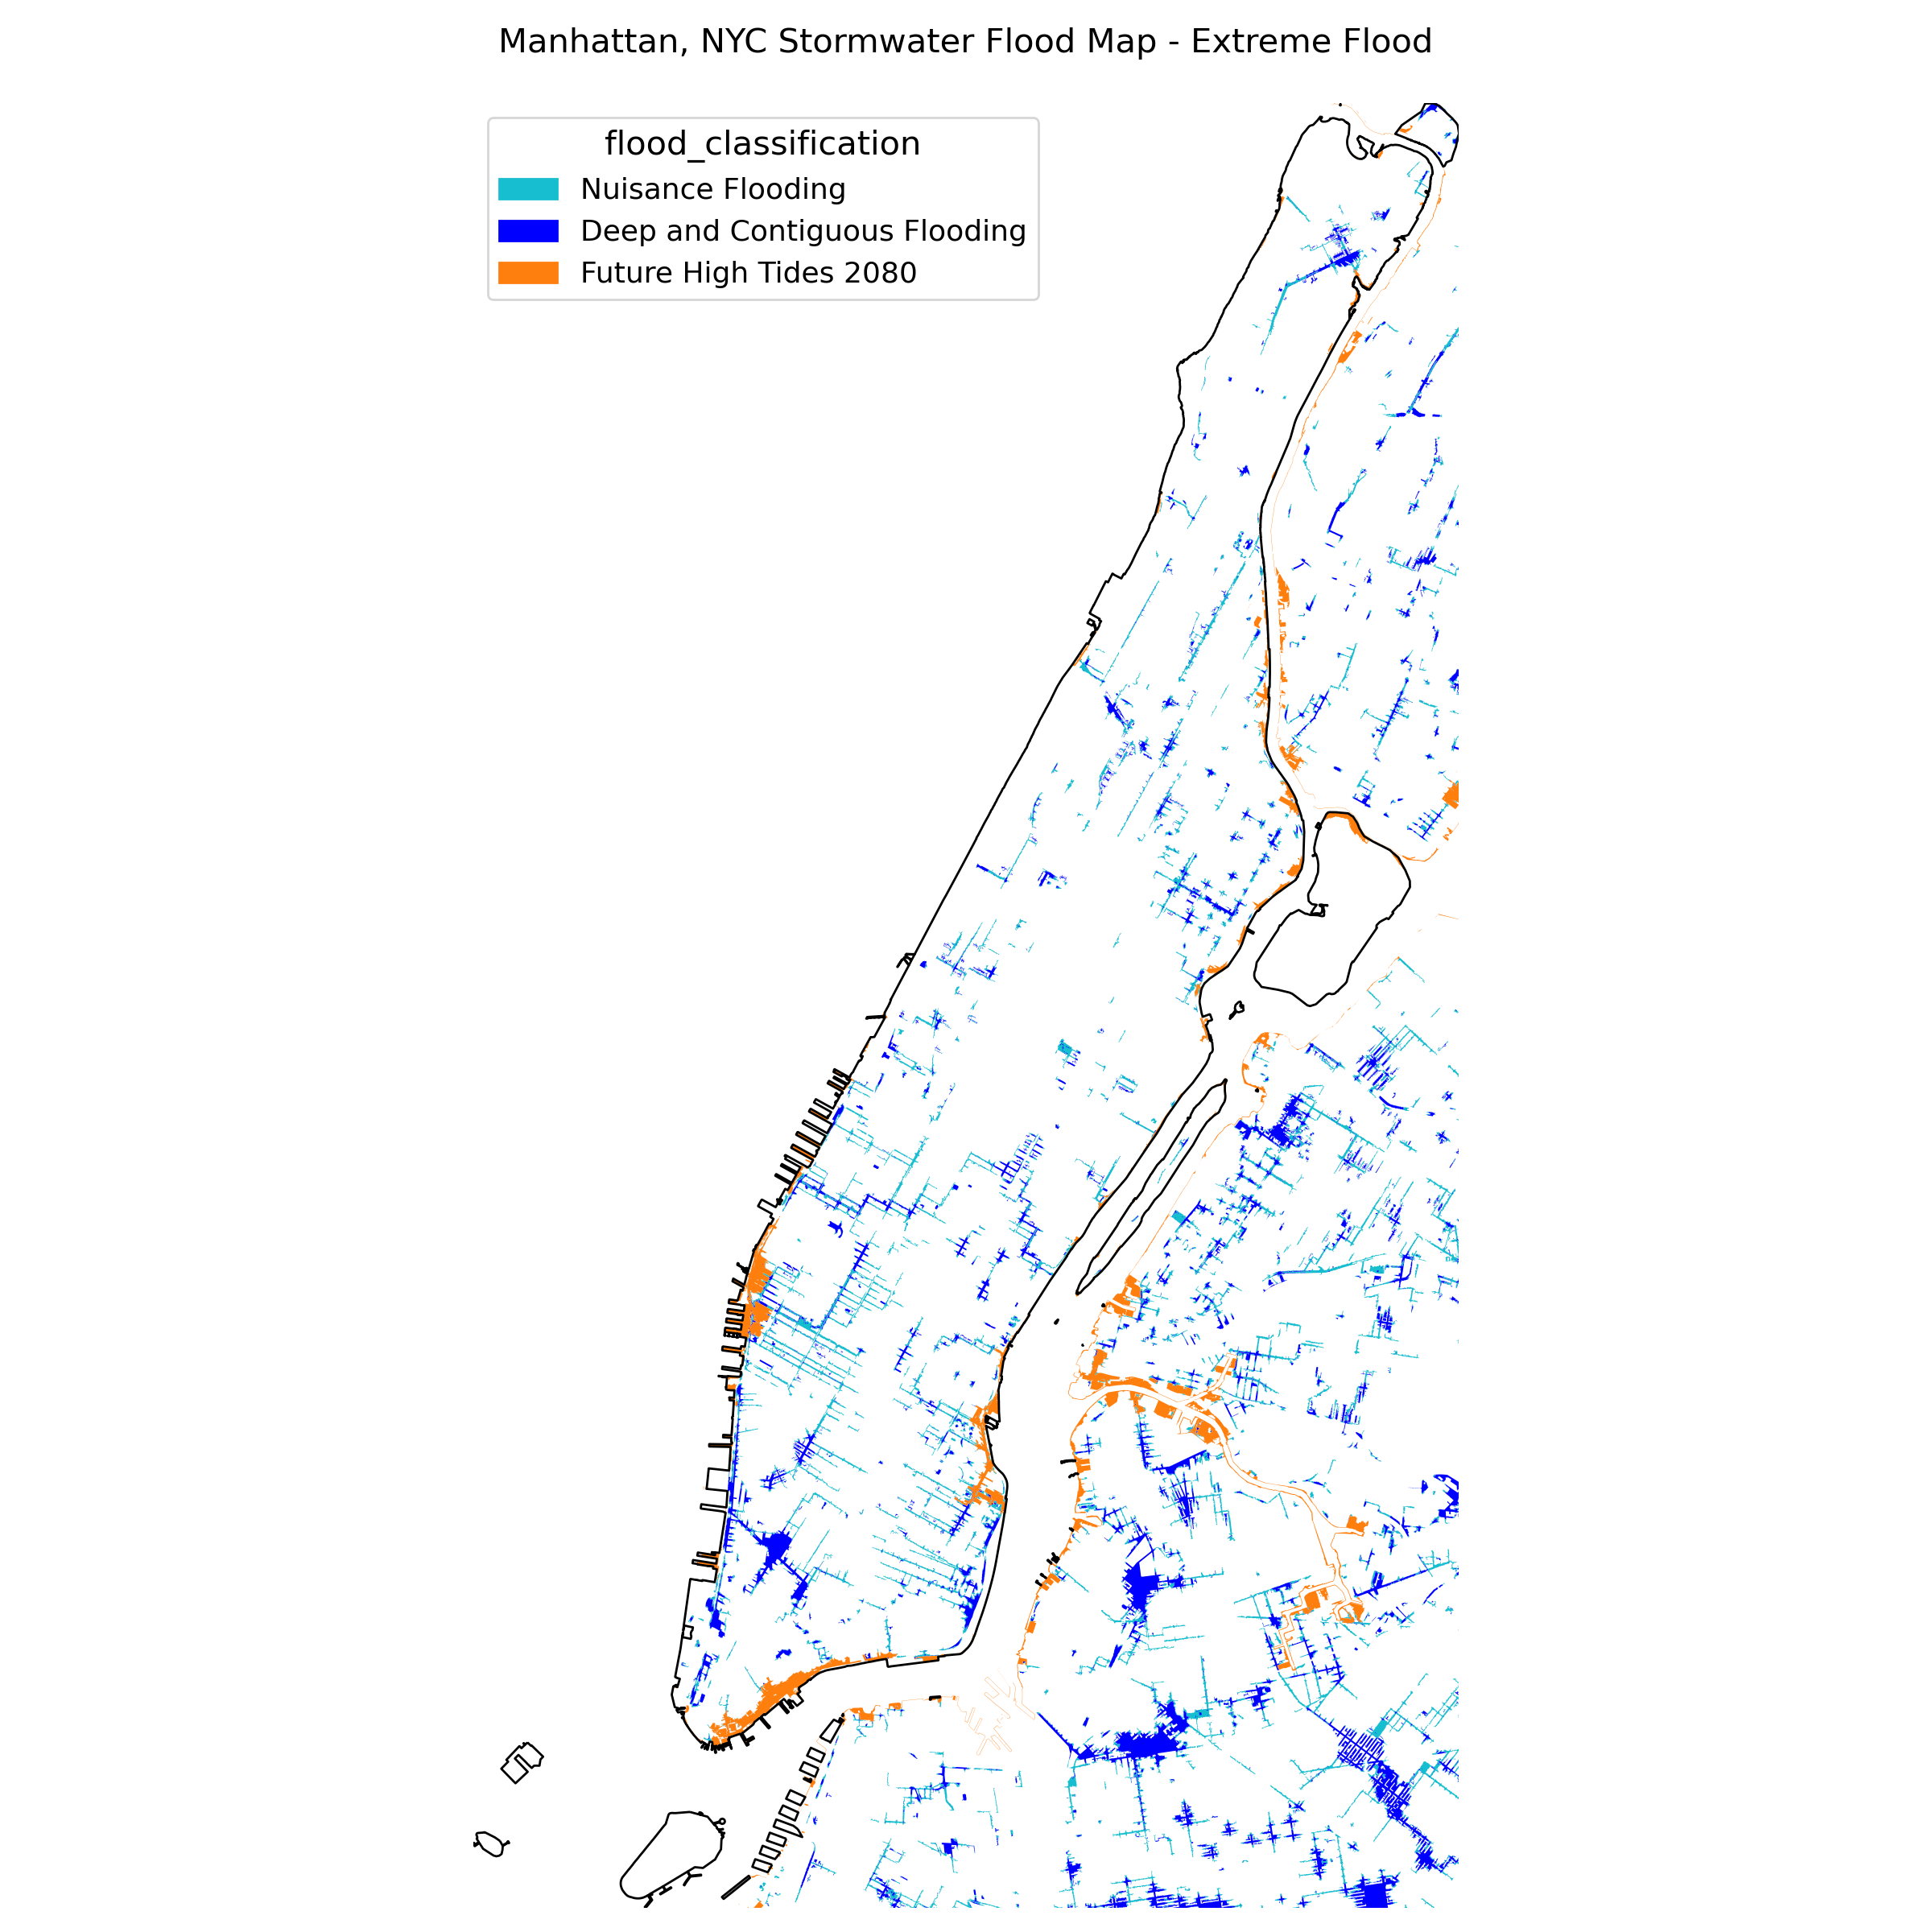 Manhattan, NYC Stormwater Flood Map - Extreme Flood
flood_classification
Nuisance Flooding
Deep and Contiguous Flooding
Future High Tides 2080